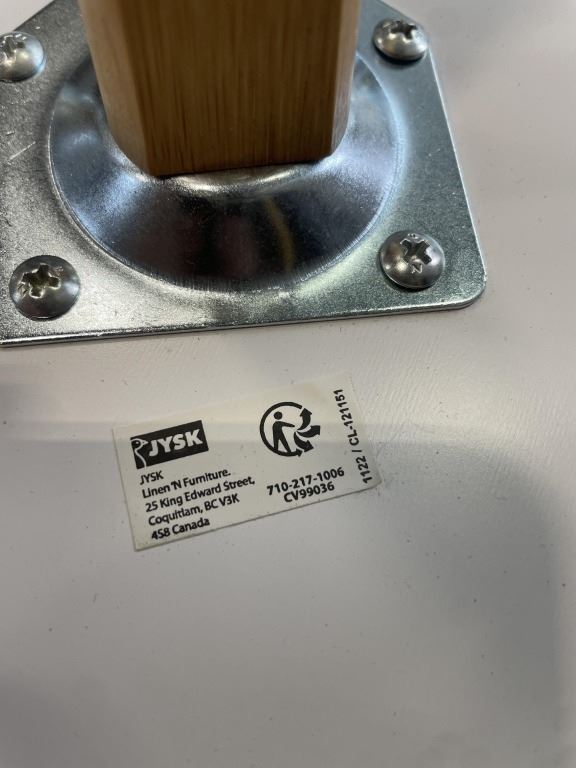 JYSK
JYSK
Linen 'N Furniture.
25 King Edward Street,
Coquitlam, BC V3K
4S8 Canada
710-217-1006
CV99036
1122 / CL-121151